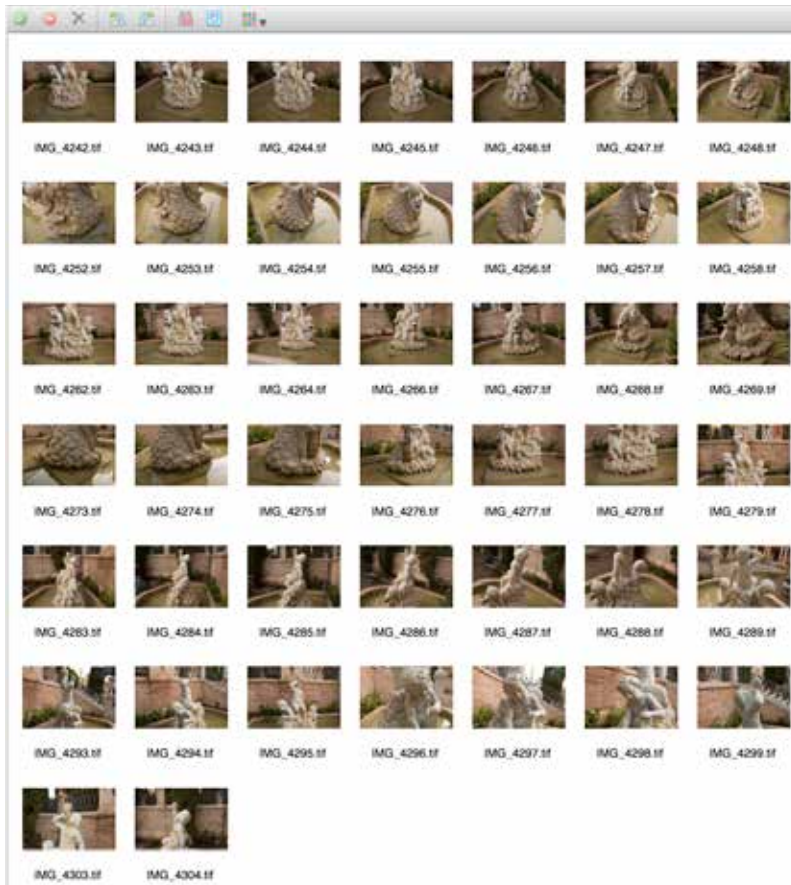 IMG_4242.tif IMG_4243.tif IMG_4244.tif IMG_4245.tif IMG_4246.tif IMG_4247.tif IMG_4248.tif
IMG_4252.tif IMG_4253.tif IMG_4254.tif IMG_4255.tif IMG_4256.tif IMG_4257.tif IMG_4258.tif
IMG_4262.tif IMG_4263.tif IMG_4264.tif IMG_4266.tif IMG_4267.tif IMG_4268.tif IMG_4269.tif
IMG_4273.tif IMG_4274.tif IMG_4275.tif IMG_4276.tif IMG_4277.tif IMG_4278.tif IMG_4279.tif
IMG_4283.tif IMG_4284.tif IMG_4285.tif IMG_4286.tif IMG_4287.tif IMG_4288.tif IMG_4289.tif
IMG_4293.tif IMG_4294.tif IMG_4295.tif IMG_4296.tif IMG_4297.tif IMG_4298.tif IMG_4299.tif
IMG_4303.tif IMG_4304.tif